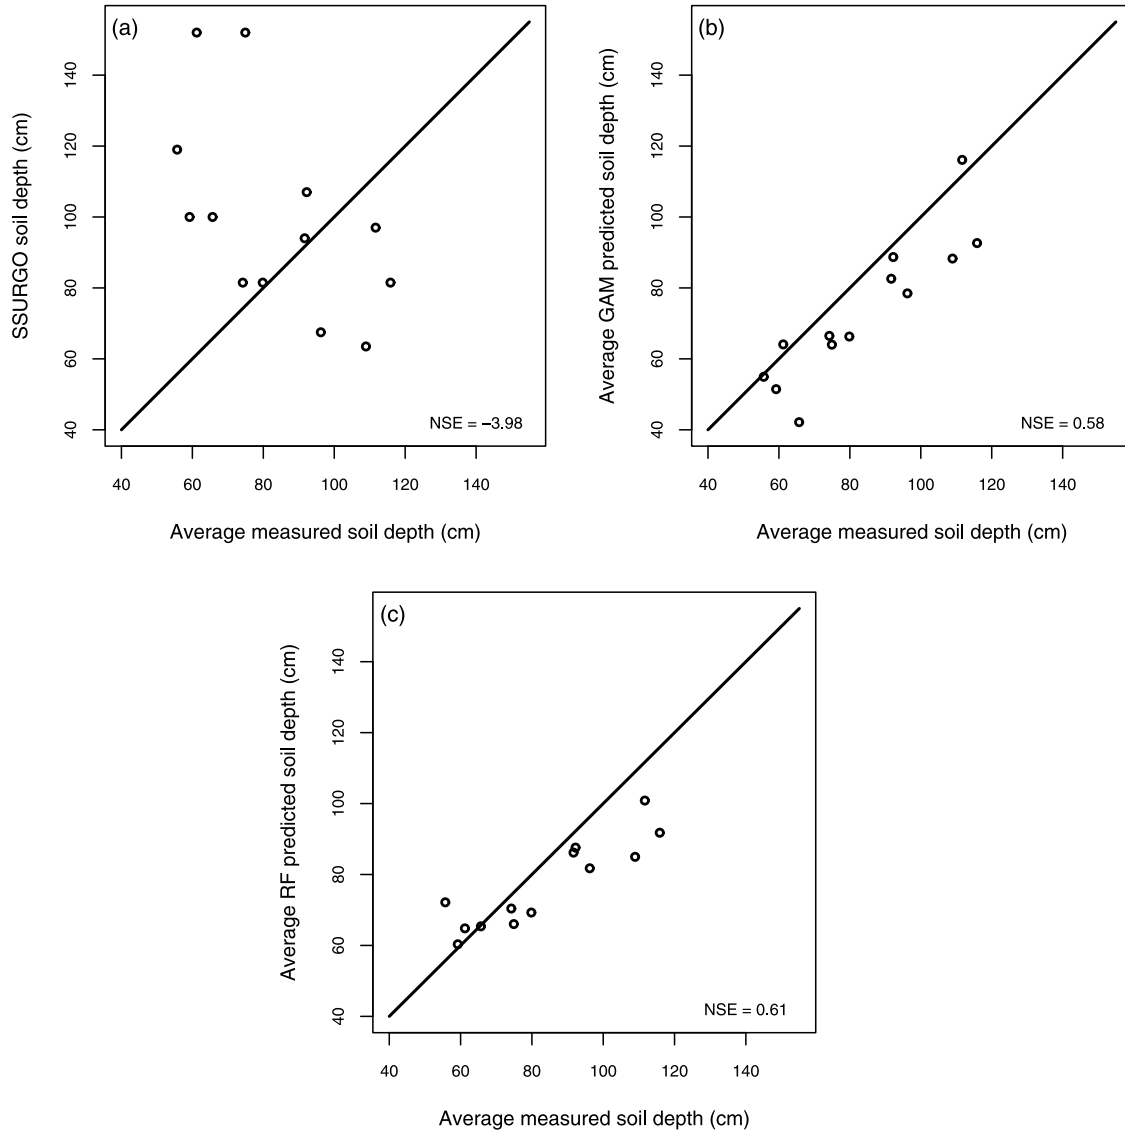 (a)
SSURGO soil depth (cm)
140
120
100
80
60
40
NSE = −3.98
40 60 80 100 120 140
Average measured soil depth (cm)
(b)
Average GAM predicted soil depth (cm)
140
120
100
80
60
40
NSE = 0.58
40 60 80 100 120 140
Average measured soil depth (cm)
(c)
Average RF predicted soil depth (cm)
140
120
100
80
60
40
NSE = 0.61
40 60 80 100 120 140
Average measured soil depth (cm)